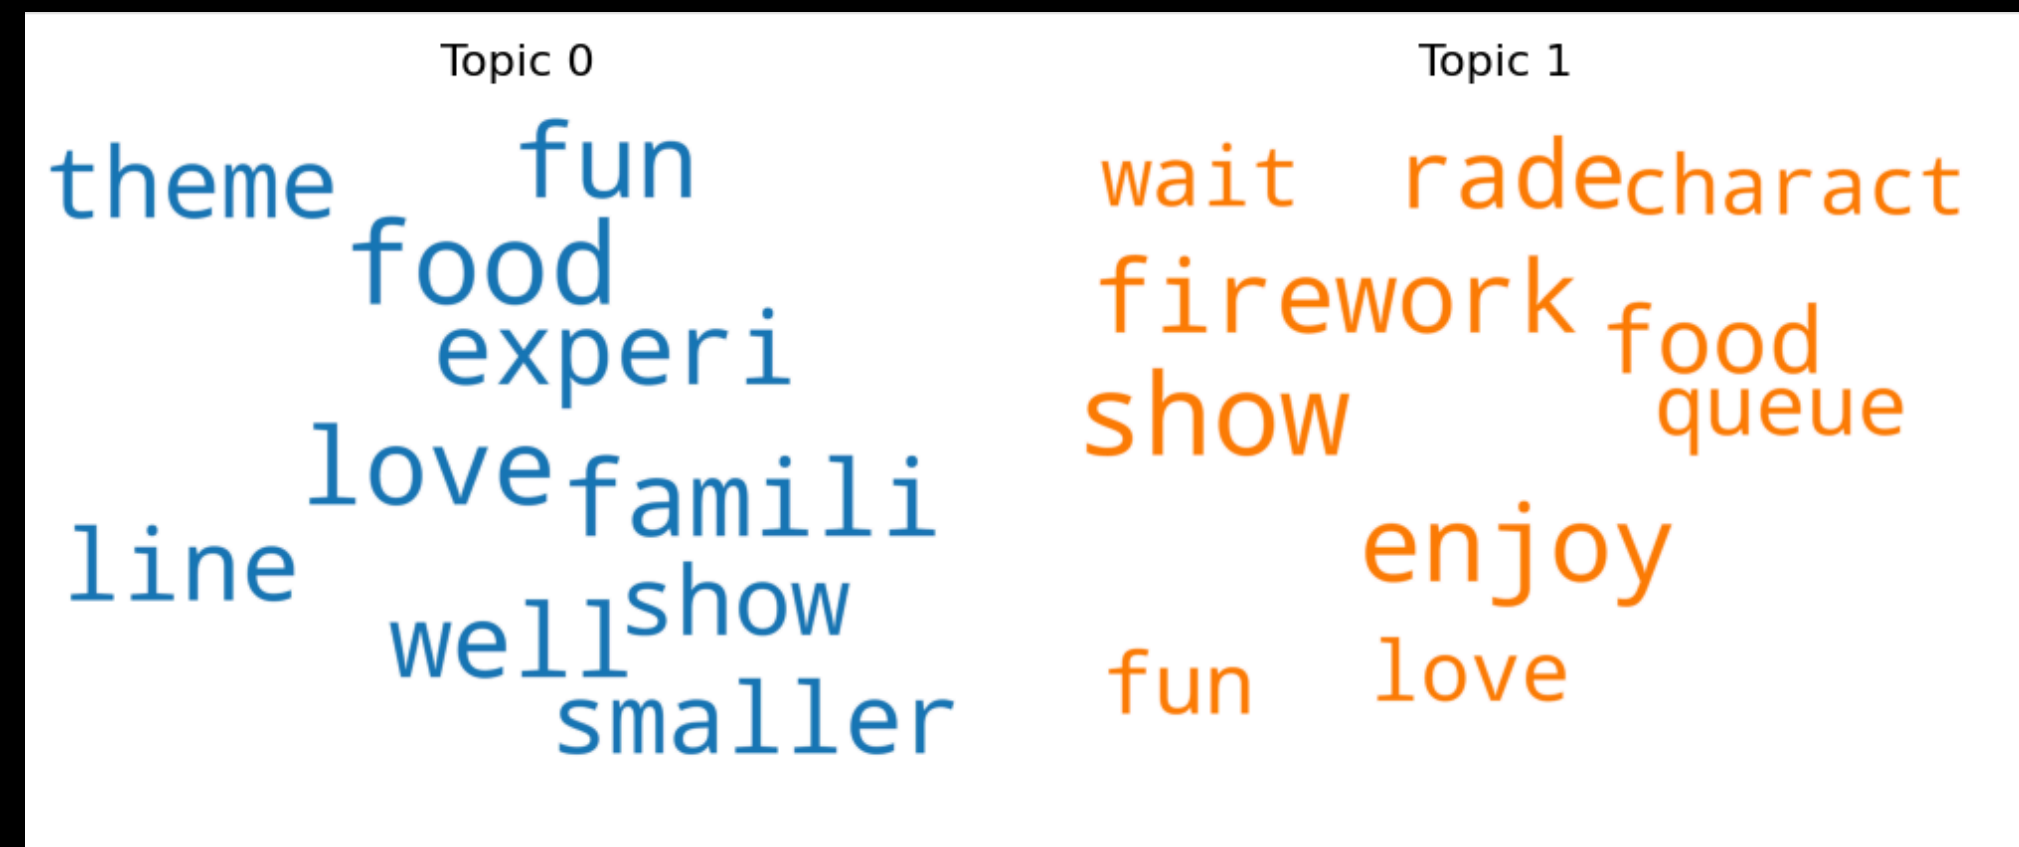 Topic 0
theme
fun
food
experi
love
famili
line
show
well
smaller
Topic 1
wait
rade
charact
firework
food
queue
show
enjoy
fun
love